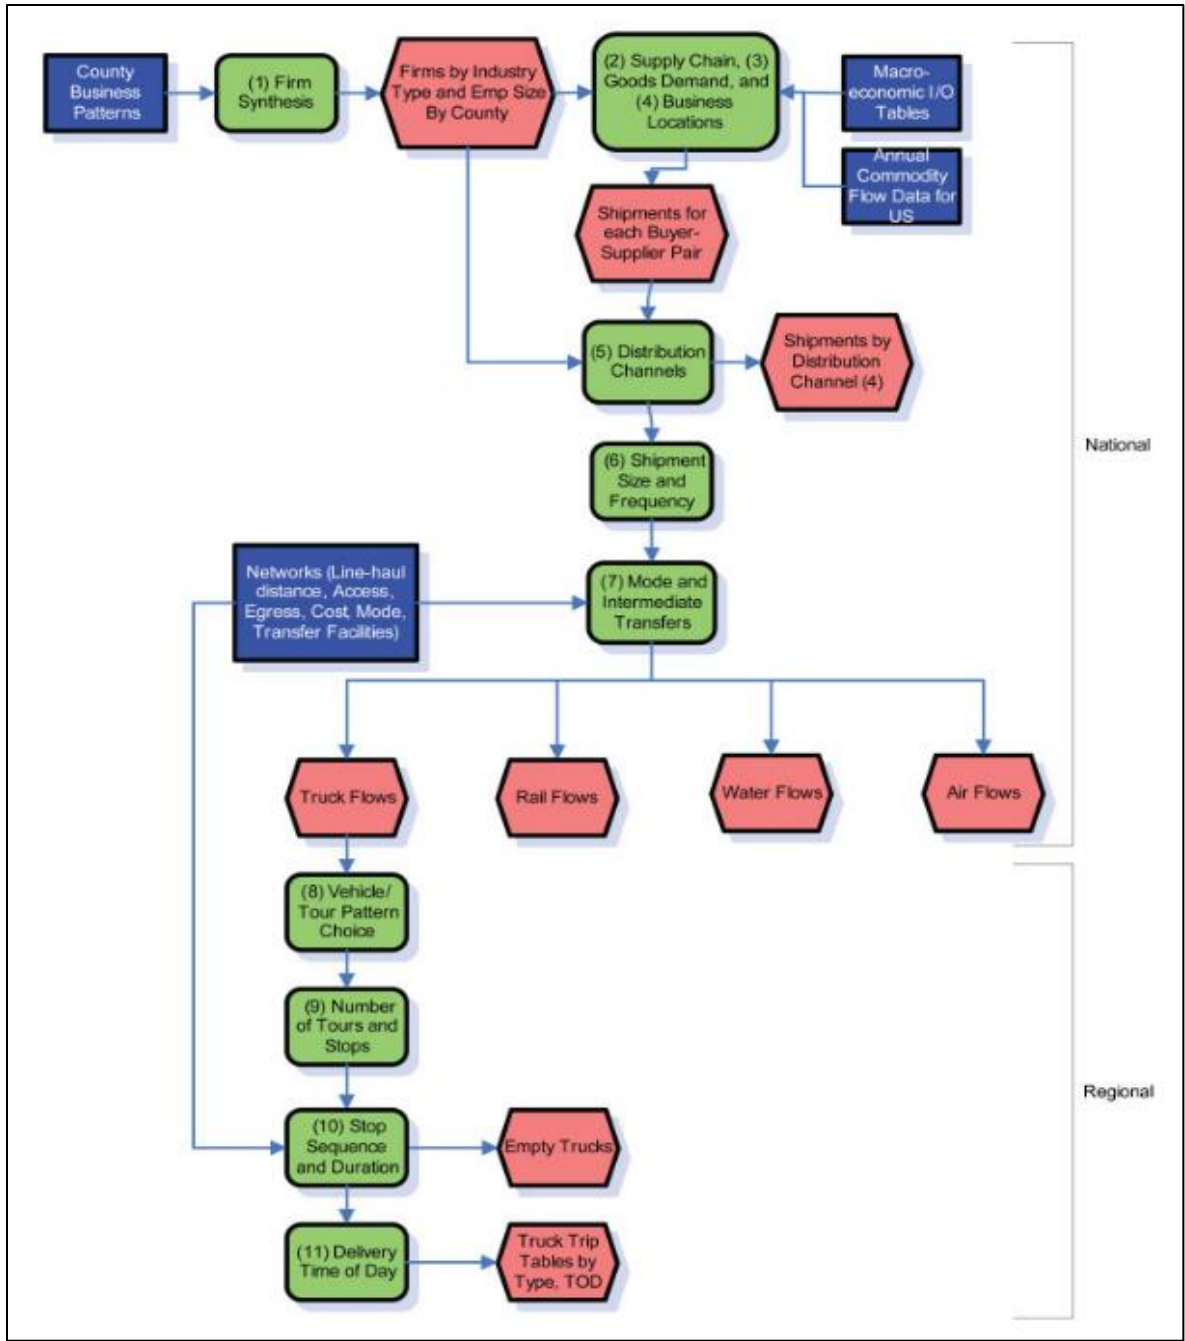 County
Business
Patterns
(1) Firm
Synthesis
Firms by Industry
Type and Emp Size
By County
(2) Supply Chain, (3)
Goods Demand, and
(4) Business
Locations
Macro-
economic I/O
Tables
Annual
Commodity
Flow Data for
US
Shipments for
each Buyer-
Supplier Pair
(5) Distribution
Channels
Shipments by
Distribution
Channel (4)
(6) Shipment
Size and
Frequency
National
Networks (Line-haul
distance, Access,
Egress, Cost, Mode,
Transfer Facilities)
(7) Mode and
Intermediate
Transfers
Truck Flows
Rail Flows
Water Flows
Air Flows
(8) Vehicle/
Tour Pattern
Choice
(9) Number
of Tours and
Stops
Regional
(10) Stop
Sequence
and Duration
Empty Trucks
(11) Delivery
Time of Day
Truck Trip
Tables by
Type, TOD